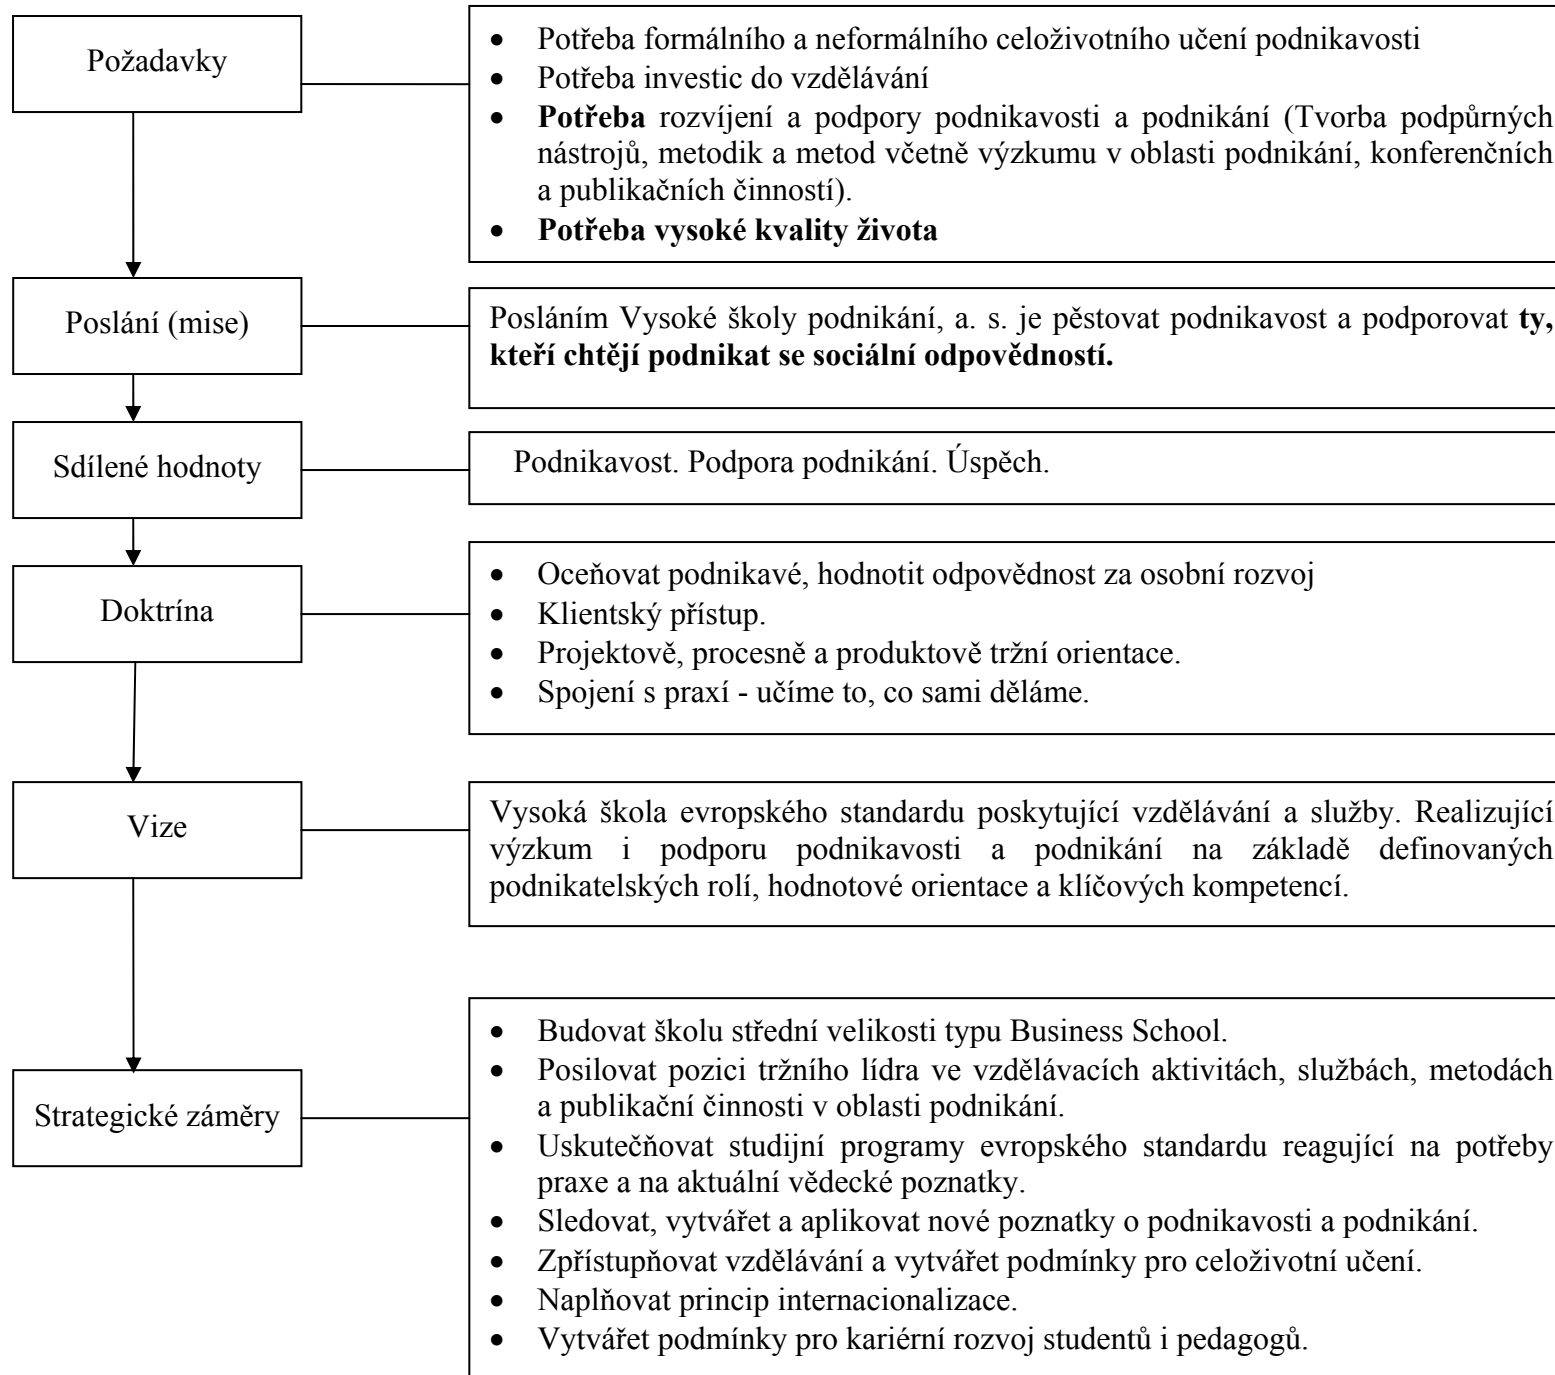 Požadavky
• Potřeba formálního a neformálního celoživotního učení podnikavosti
• Potřeba investic do vzdělávání
• Potřeba rozvíjení a podpory podnikavosti a podnikání (Tvorba podpůrných
nástrojů, metodik a metod včetně výzkumu v oblasti podnikání, konferenčních
a publikačních činností).
• Potřeba vysoké kvality života
Poslání (mise)
Posláním Vysoké školy podnikání, a. s. je pěstovat podnikavost a podporovat ty,
kteří chtějí podnikat se sociální odpovědností.
Sdílené hodnoty
Podnikavost. Podpora podnikání. Úspěch.
Doktrína
• Oceňovat podnikavé, hodnotit odpovědnost za osobní rozvoj
• Klientský přístup.
• Projektově, procesně a produktově tržní orientace.
• Spojení s praxí - učíme to, co sami děláme.
Vize
Vysoká škola evropského standardu poskytující vzdělávání a služby. Realizující
výzkum i podporu podnikavosti a podnikání na základě definovaných
podnikatelských rolí, hodnotové orientace a klíčových kompetencí.
Strategické záměry
• Budovat školu střední velikosti typu Business School.
• Posilovat pozici tržního lídra ve vzdělávacích aktivitách, službách, metodách
a publikační činnosti v oblasti podnikání.
• Uskutečňovat studijní programy evropského standardu reagující na potřeby
praxe a na aktuální vědecké poznatky.
• Sledovat, vytvářet a aplikovat nové poznatky o podnikavosti a podnikání.
• Zpřístupňovat vzdělávání a vytvářet podmínky pro celoživotní učení.
• Naplňovat princip internacionalizace.
• Vytvářet podmínky pro kariérní rozvoj studentů i pedagogů.